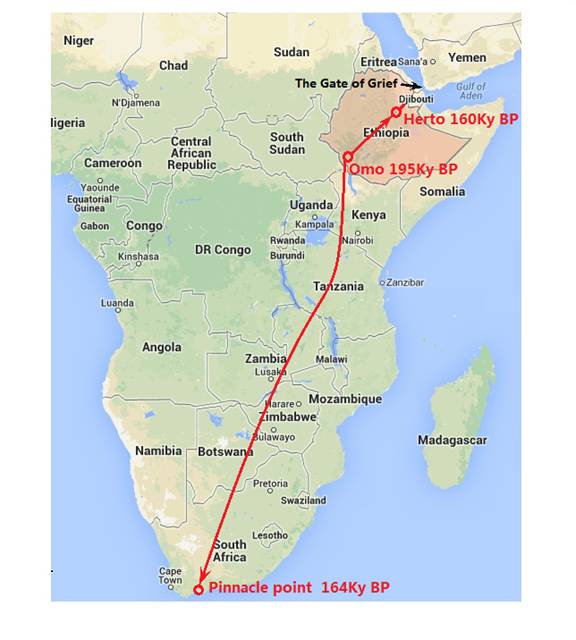 Niger
Chad
Sudan
Eritrea
Sana'a
Yemen
The Gate of Grief
Gulf of
Aden
N'Djamena
Djibouti
Herto 160Ky BP
ligeria
Ethiopia
Central
African
Republic
South
Sudan
Omo 195Ky BP
Cameroon
Somalia
Yaounde
Equatorial
Guinea
Uganda
Kampala
Kenya
Gabon
Congo
Rwanda
Nairobi
DR Congo
Burundi
Kinshasa
Tanzania
Zanzibar
Luanda
Angola
Zambia
Lusaka
Malawi
Harare
Mozambique
Zimbabwe
Bulawayo
Madagascar
Namibia
Botswana
Pretoria
Swaziland
South
Africa
Lesotho
Cape
Town
Pinnacle point 164Ky BP